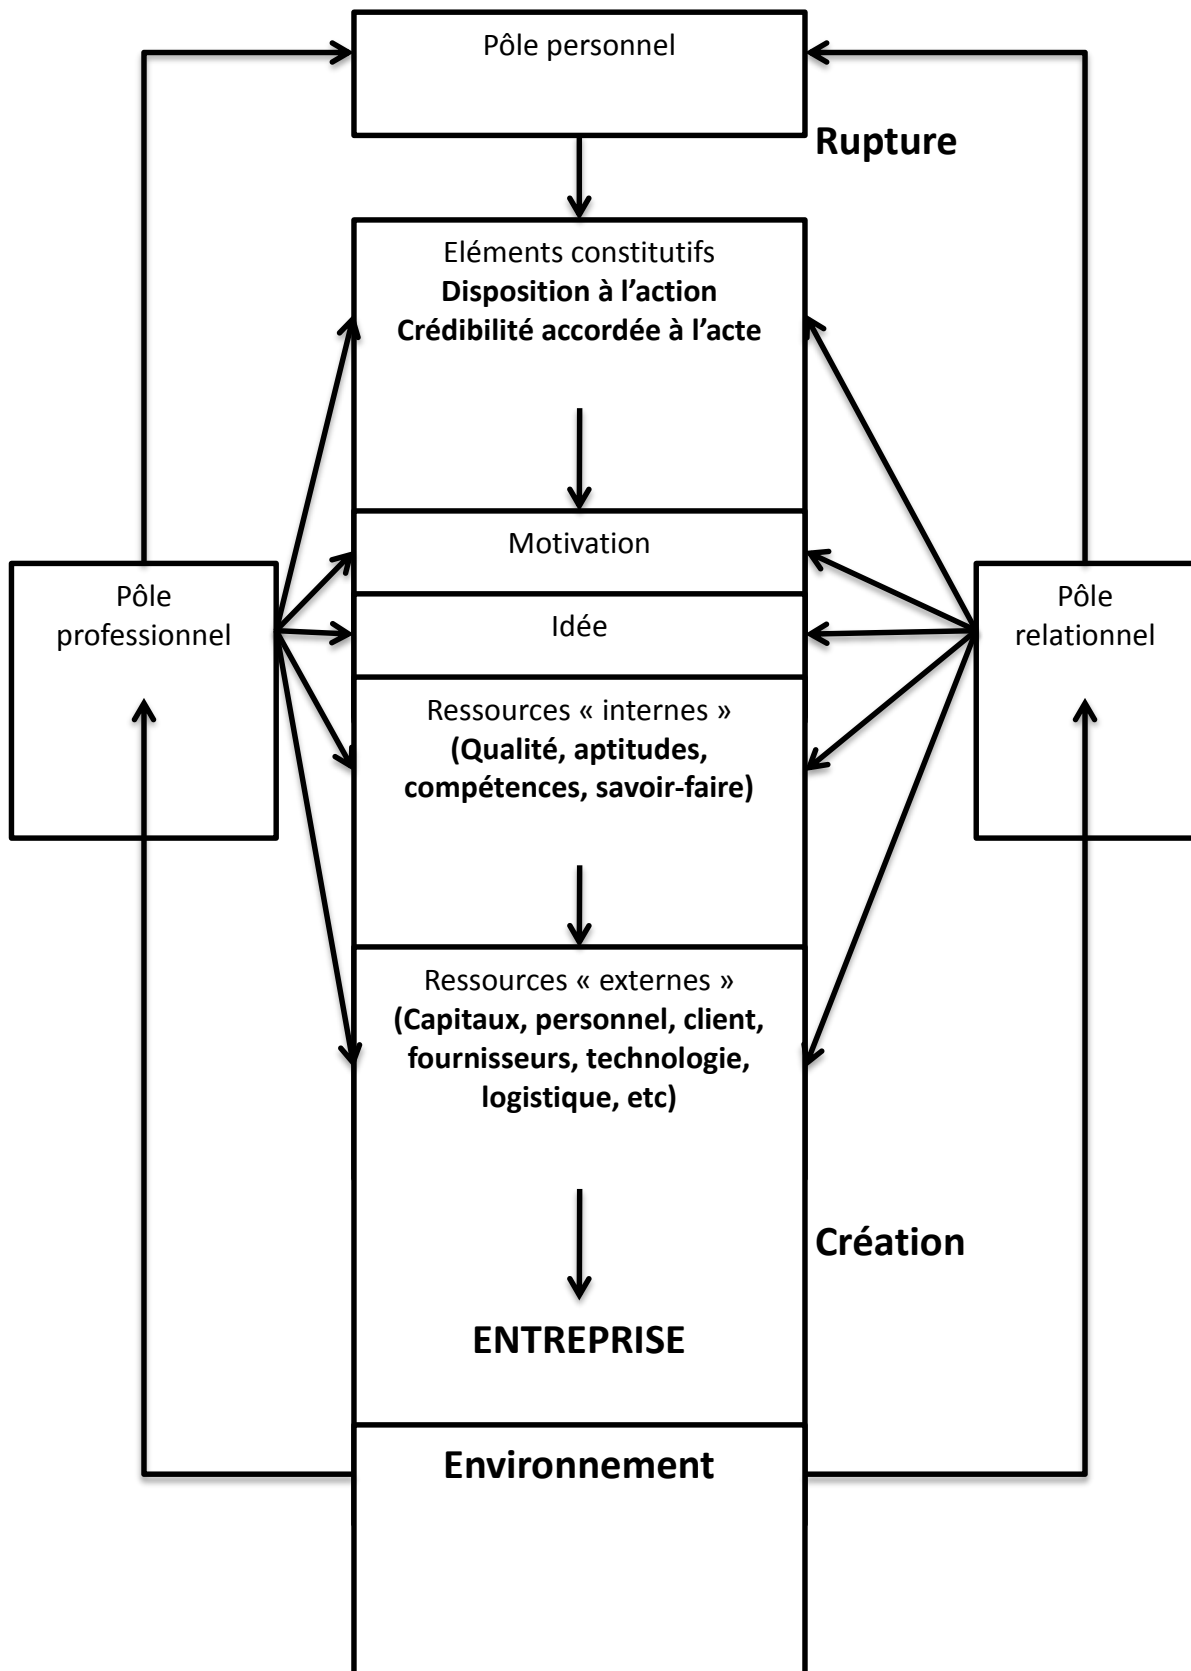 Pôle personnel
Rupture
Eléments constitutifs
Disposition à l’action
Crédibilité accordée à l’acte
Motivation
Pôle
professionnel
Idée
Pôle
relationnel
Ressources « internes »
(Qualité, aptitudes,
compétences, savoir-faire)
Ressources « externes »
(Capitaux, personnel, client,
fournisseurs, technologie,
logistique, etc)
Création
ENTREPRISE
Environnement